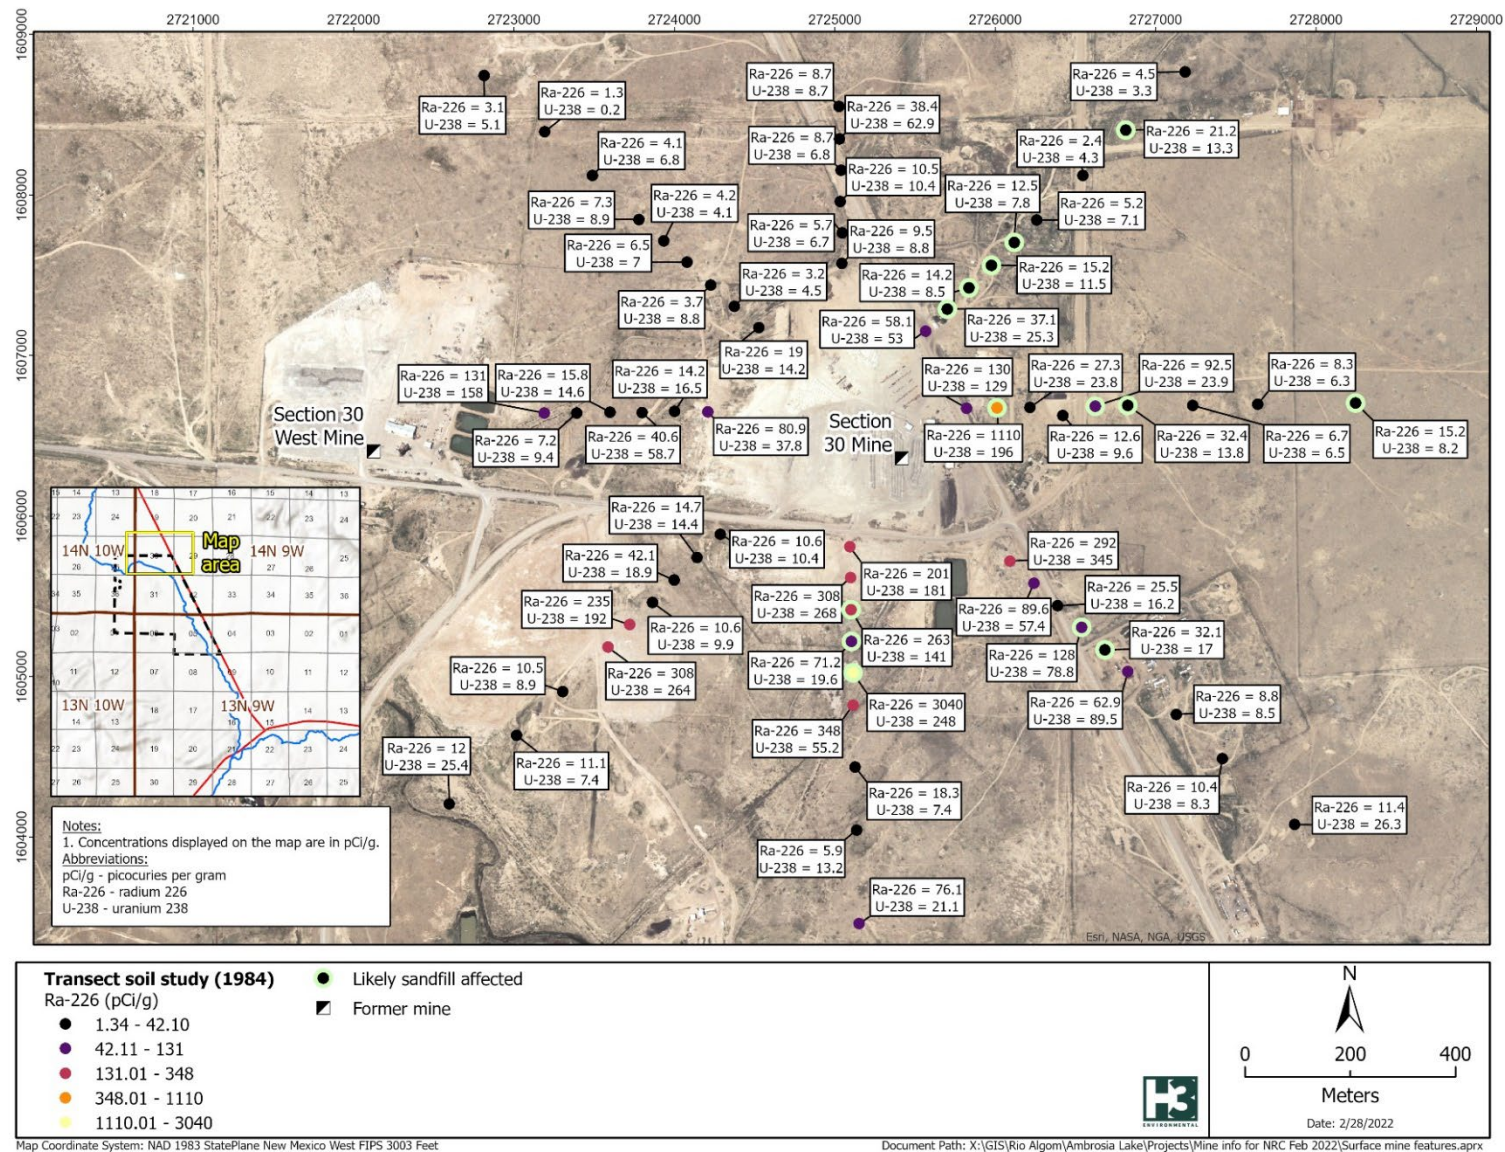 2721000
2722000
2723000
2724000
2725000
2726000
2727000
2728000
2729000
1609000
1608000
1607000
1606000
1605000
1604000
Ra-226 = 3.1
U-238 = 5.1
Ra-226 = 1.3
U-238 = 0.2
Ra-226 = 4.1
U-238 = 6.8
Ra-226 = 7.3
U-238 = 8.9
Ra-226 = 4.2
U-238 = 4.1
Ra-226 = 6.5
U-238 = 7
Ra-226 = 3.7
U-238 = 8.8
Ra-226 = 3.2
U-238 = 4.5
Ra-226 = 19
U-238 = 14.2
Ra-226 = 8.7
U-238 = 8.7
Ra-226 = 38.4
U-238 = 62.9
Ra-226 = 8.7
U-238 = 6.8
Ra-226 = 10.5
U-238 = 10.4
Ra-226 = 5.7
U-238 = 6.7
Ra-226 = 9.5
U-238 = 8.8
Ra-226 = 4.5
U-238 = 3.3
Ra-226 = 21.2
U-238 = 13.3
Ra-226 = 2.4
U-238 = 4.3
Ra-226 = 12.5
U-238 = 7.8
Ra-226 = 5.2
U-238 = 7.1
Ra-226 = 14.2
U-238 = 8.5
Ra-226 = 15.2
U-238 = 11.5
Ra-226 = 58.1
U-238 = 53
Ra-226 = 37.1
U-238 = 25.3
Ra-226 = 131
U-238 = 158
Ra-226 = 15.8
U-238 = 14.6
Ra-226 = 14.2
U-238 = 16.5
Ra-226 = 7.2
U-238 = 9.4
Ra-226 = 40.6
U-238 = 58.7
Ra-226 = 80.9
U-238 = 37.8
Section 30
West Mine
Section
30 Mine
Ra-226 = 130
U-238 = 129
Ra-226 = 27.3
U-238 = 23.8
Ra-226 = 92.5
U-238 = 23.9
Ra-226 = 8.3
U-238 = 6.3
Ra-226 = 1110
U-238 = 196
Ra-226 = 12.6
U-238 = 9.6
Ra-226 = 32.4
U-238 = 13.8
Ra-226 = 6.7
U-238 = 6.5
Ra-226 = 15.2
U-238 = 8.2
Ra-226 = 14.7
U-238 = 14.4
Ra-226 = 10.6
U-238 = 10.4
Ra-226 = 42.1
U-238 = 18.9
Ra-226 = 235
U-238 = 192
Ra-226 = 10.6
U-238 = 9.9
Ra-226 = 308
U-238 = 264
Ra-226 = 10.5
U-238 = 8.9
Ra-226 = 11.1
U-238 = 7.4
Ra-226 = 12
U-238 = 25.4
Ra-226 = 201
U-238 = 181
Ra-226 = 308
U-238 = 268
Ra-226 = 263
U-238 = 141
Ra-226 = 71.2
U-238 = 19.6
Ra-226 = 3040
U-238 = 248
Ra-226 = 348
U-238 = 55.2
Ra-226 = 18.3
U-238 = 7.4
Ra-226 = 5.9
U-238 = 13.2
Ra-226 = 76.1
U-238 = 21.1
Ra-226 = 292
U-238 = 345
Ra-226 = 89.6
U-238 = 57.4
Ra-226 = 25.5
U-238 = 16.2
Ra-226 = 128
U-238 = 78.8
Ra-226 = 32.1
U-238 = 17
Ra-226 = 62.9
U-238 = 89.5
Ra-226 = 8.8
U-238 = 8.5
Ra-226 = 10.4
U-238 = 8.3
Ra-226 = 11.4
U-238 = 26.3
14N 10W
14N 9W
Map
area
13N 10W
13N 9W
Notes:
1. Concentrations displayed on the map are in pCi/g.
Abbreviations:
pCi/g - picocuries per gram
Ra-226 - radium 226
U-238 - uranium 238
Esri, NASA, NGA, USGS
Transect soil study (1984)
Ra-226 (pCi/g)
1.34 - 42.10
42.11 - 131
131.01 - 348
348.01 - 1110
1110.01 - 3040
Likely sandfill affected
Former mine
H3
ENVIRONMENTAL
N
0 200 400
Meters
Date: 2/28/2022
Map Coordinate System: NAD 1983 StatePlane New Mexico West FIPS 3003 Feet
Document Path: X:\GIS\Rio Algom\Ambrosia Lake\Projects\Mine info for NRC Feb 2022\Surface mine features.aprx